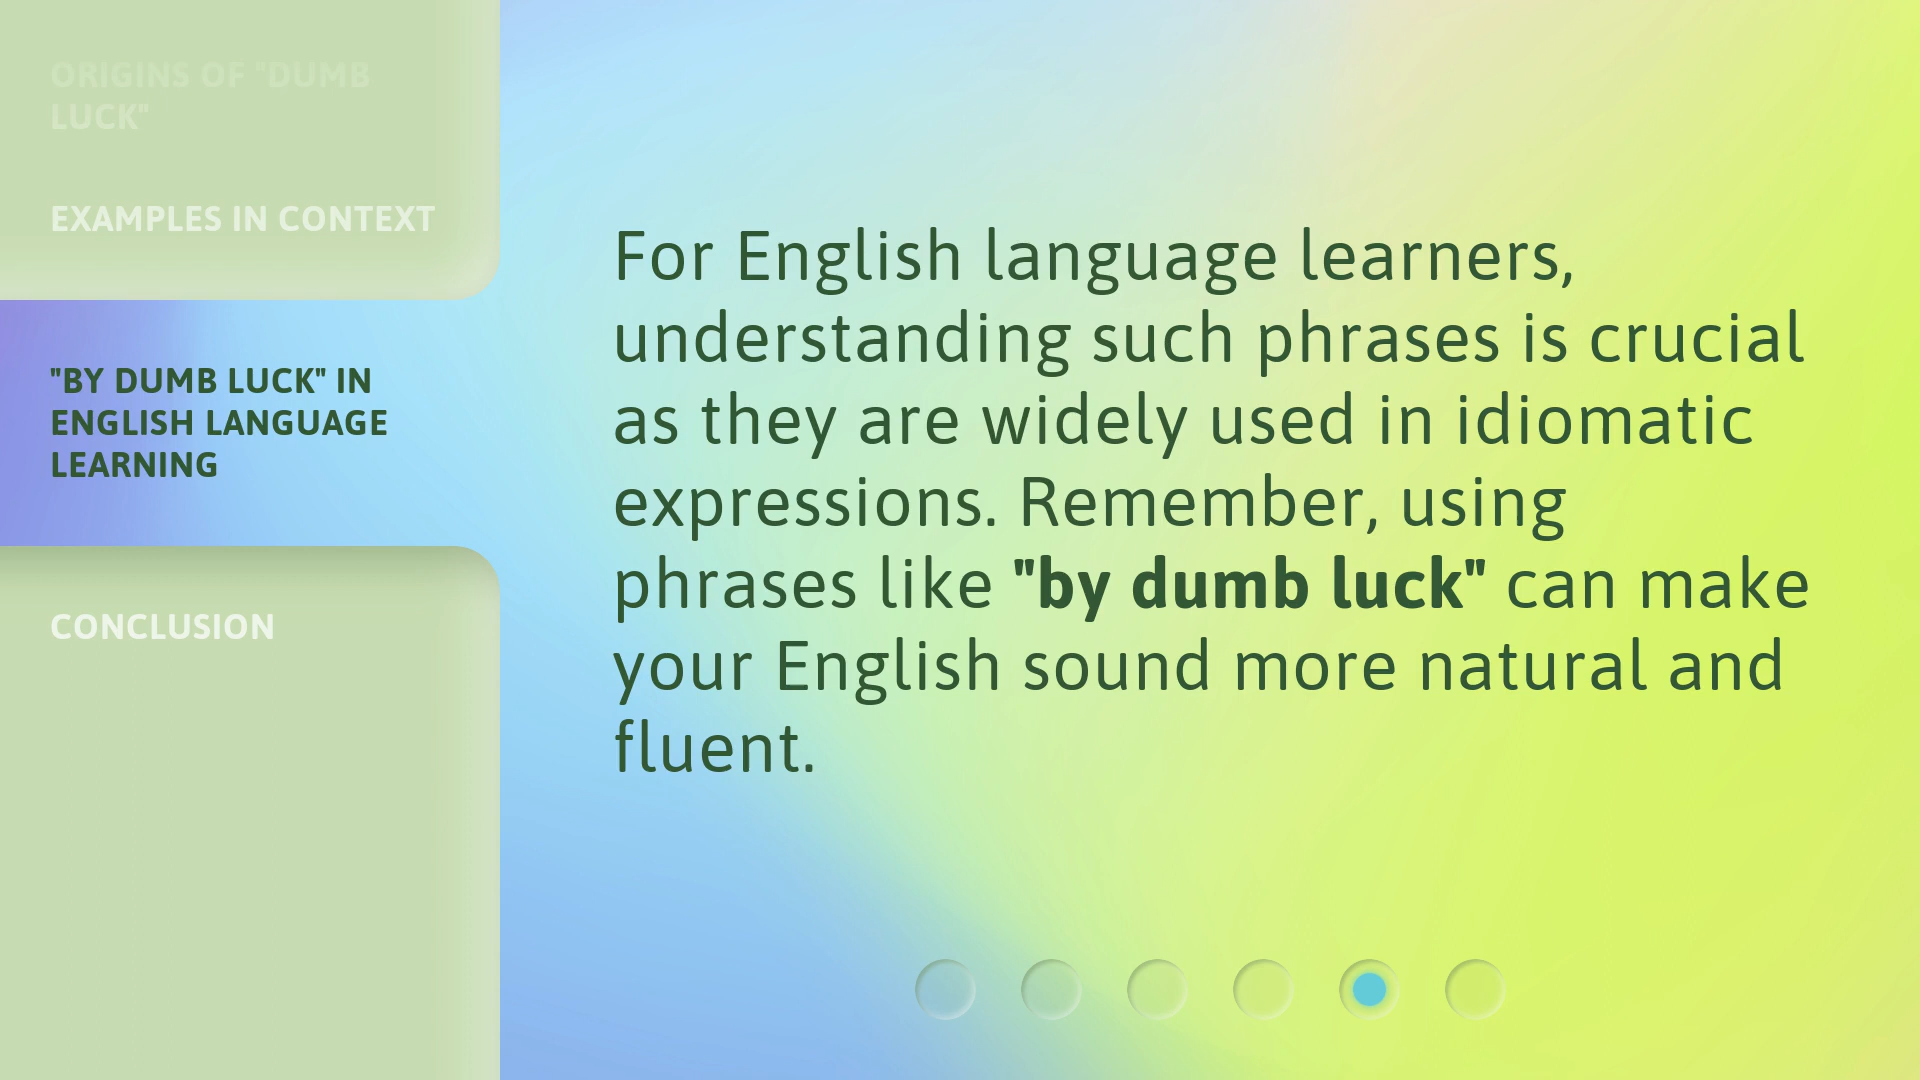 ORIGINS OF "DUMB
LUCK"
EXAMPLES IN CONTEXT
"BY DUMB LUCK" IN
ENGLISH LANGUAGE
LEARNING
CONCLUSION
For English language learners,
understanding such phrases is crucial
as they are widely used in idiomatic
expressions. Remember, using
phrases like "by dumb luck" can make
your English sound more natural and
fluent.